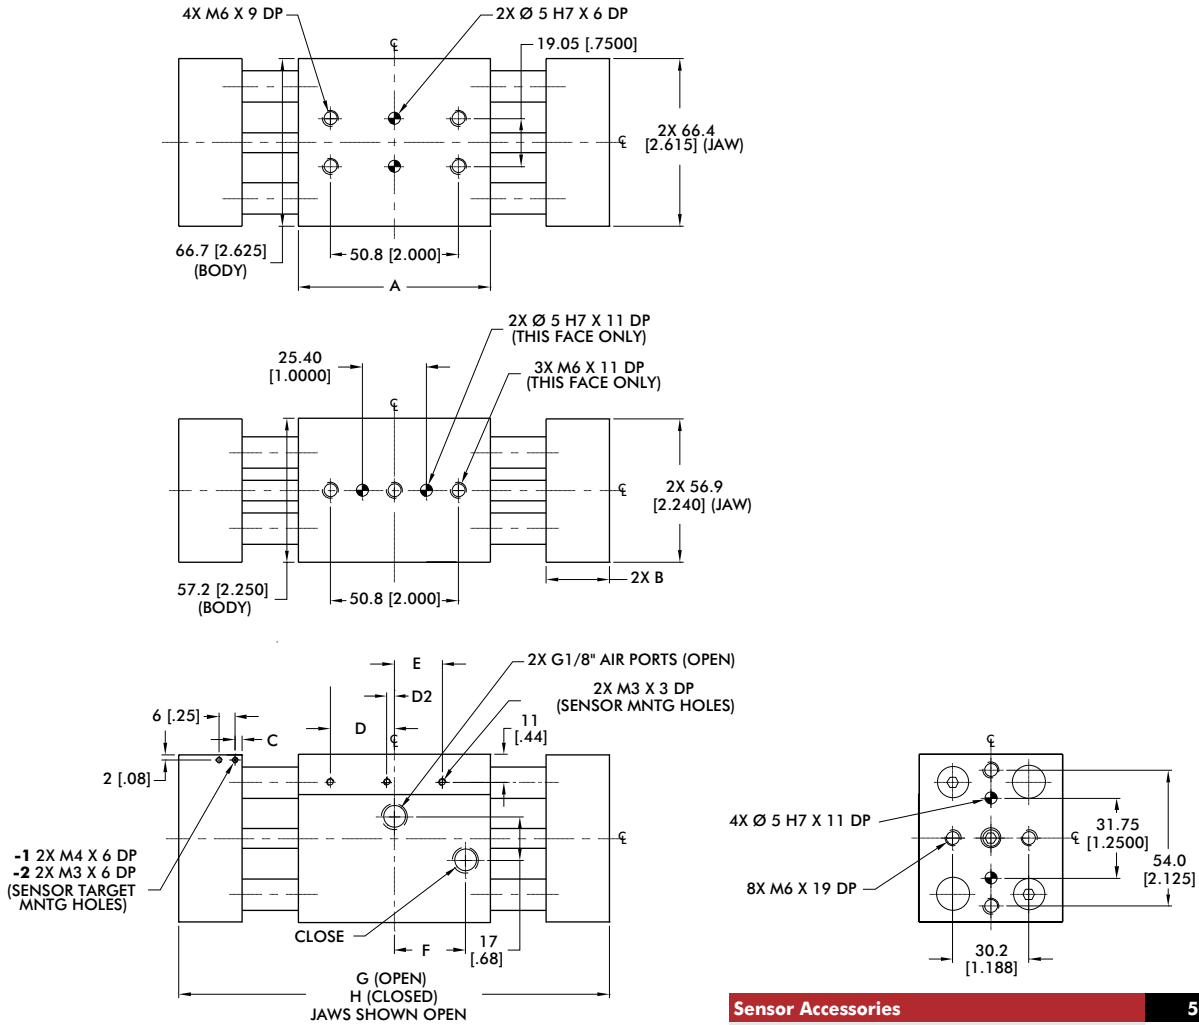 4X M6 X 9 DP
2X Ø 5 H7 X 6 DP
19.05 [.7500]
℄
2X 66.4
[2.615] (JAW)
℄
66.7 [2.625]
(BODY)
50.8 [2.000]
A
2X Ø 5 H7 X 11 DP
(THIS FACE ONLY)
25.40
[1.0000]
3X M6 X 11 DP
(THIS FACE ONLY)
℄
2X 56.9
[2.240] (JAW)
℄
57.2 [2.250]
(BODY)
50.8 [2.000]
2X B
E
2X G1/8" AIR PORTS (OPEN)
D2
2X M3 X 3 DP
(SENSOR MNTG HOLES)
6 [.25]
C
D
11
[.44]
℄
2 [.08]
℄
-1 2X M4 X 6 DP
-2 2X M3 X 6 DP
(SENSOR TARGET
MNTG HOLES)
CLOSE
F
17
[.68]
G (OPEN)
H (CLOSED)
JAWS SHOWN OPEN
℄
4X Ø 5 H7 X 11 DP
31.75
[1.2500]
℄
54.0
[2.125]
8X M6 X 19 DP
30.2
[1.188]
Sensor Accessories
5